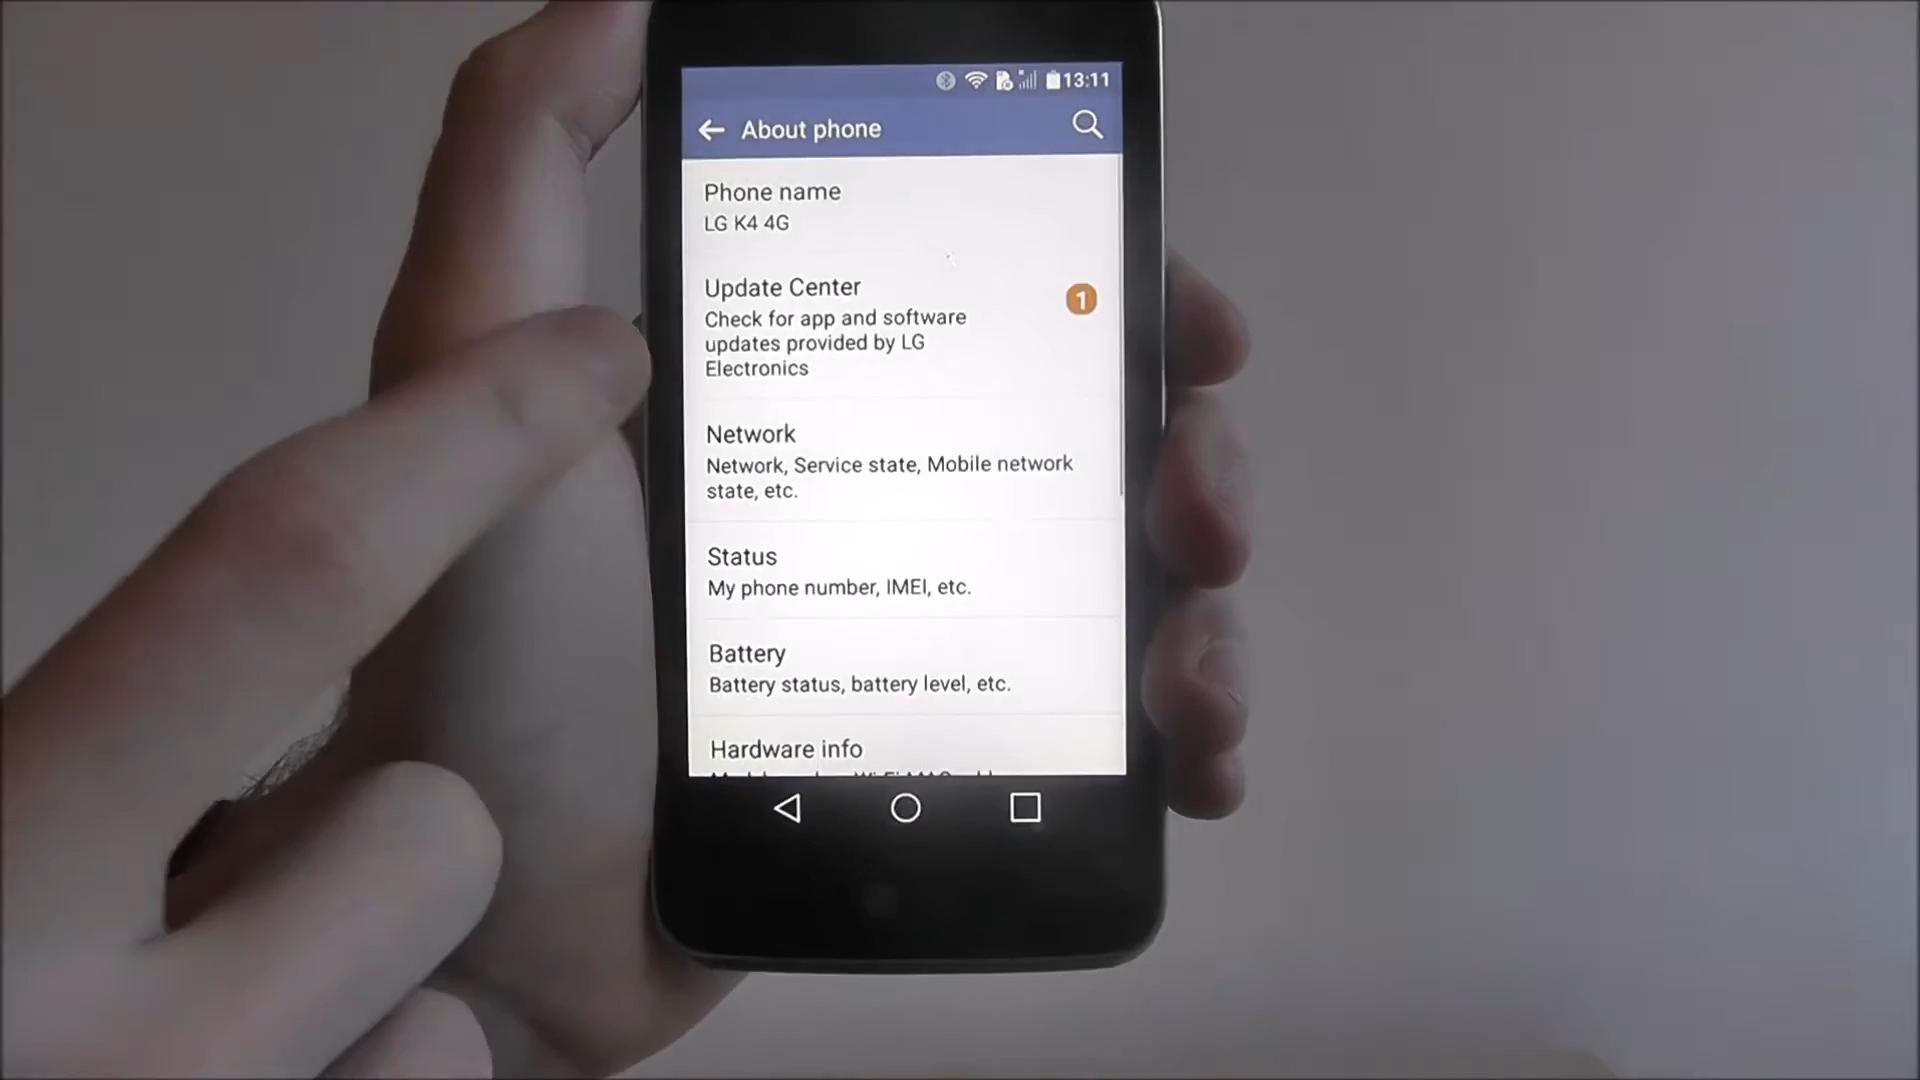 13:11
About phone
Phone name
LG K4 4G
Update Center
1
Check for app and software
updates provided by LG
Electronics
Network
Network, Service state, Mobile network
state, etc.
Status
My phone number, IMEI, etc.
Battery
Battery status, battery level, etc.
Hardware info